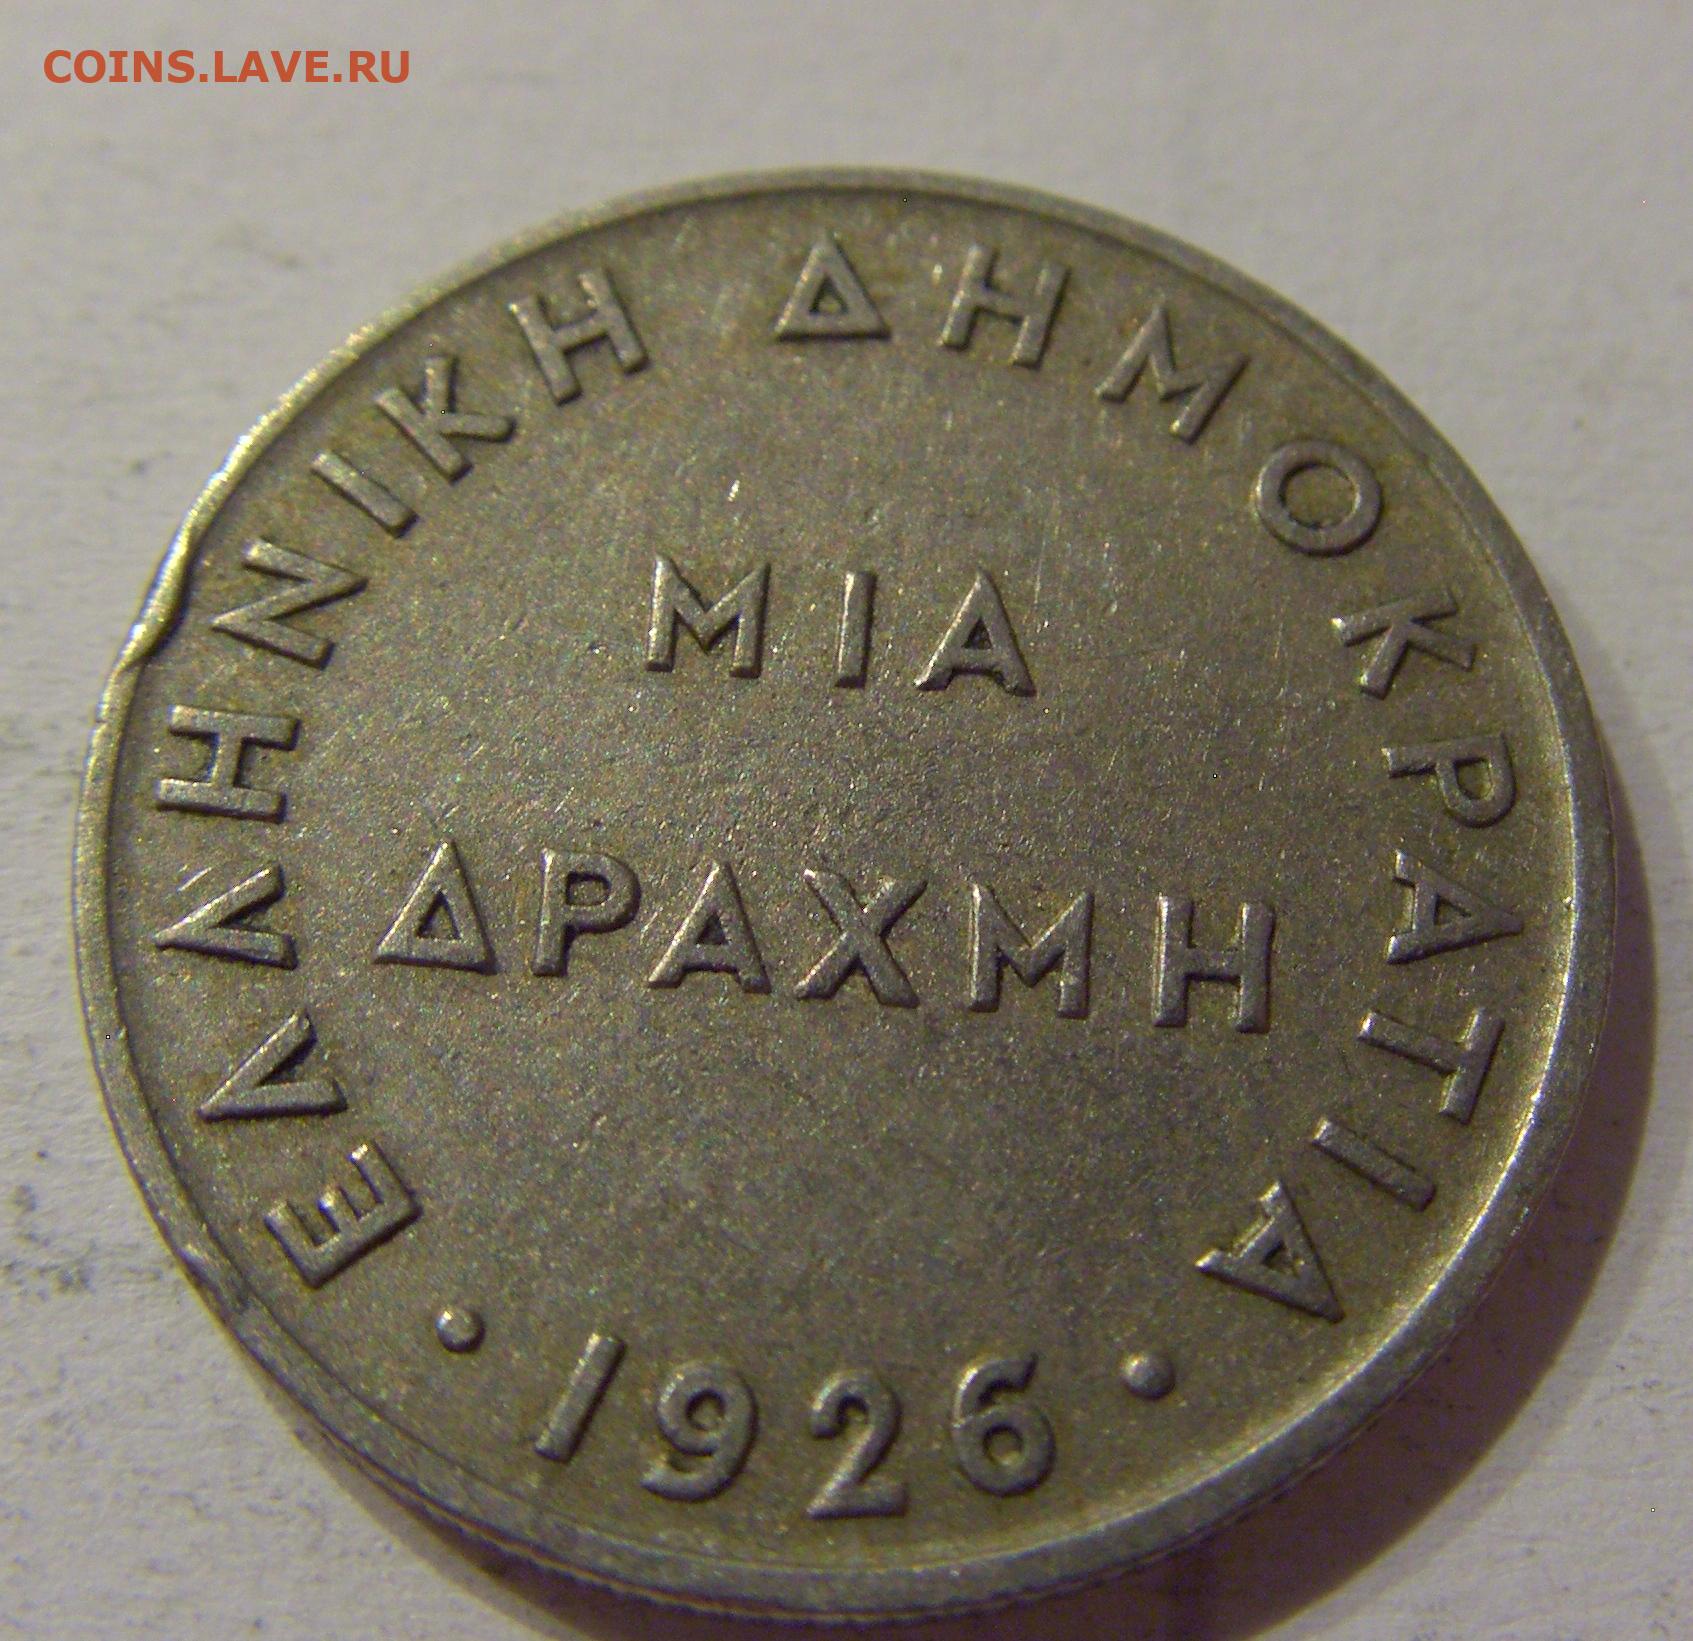 COINS.LAVE.RU
ΕΛΛΗΝΙΚΗ ΔΗΜΟΚΡΑΤΙΑ
ΜΙΑ
ΔΡΑΧΜΗ
· 1926 ·